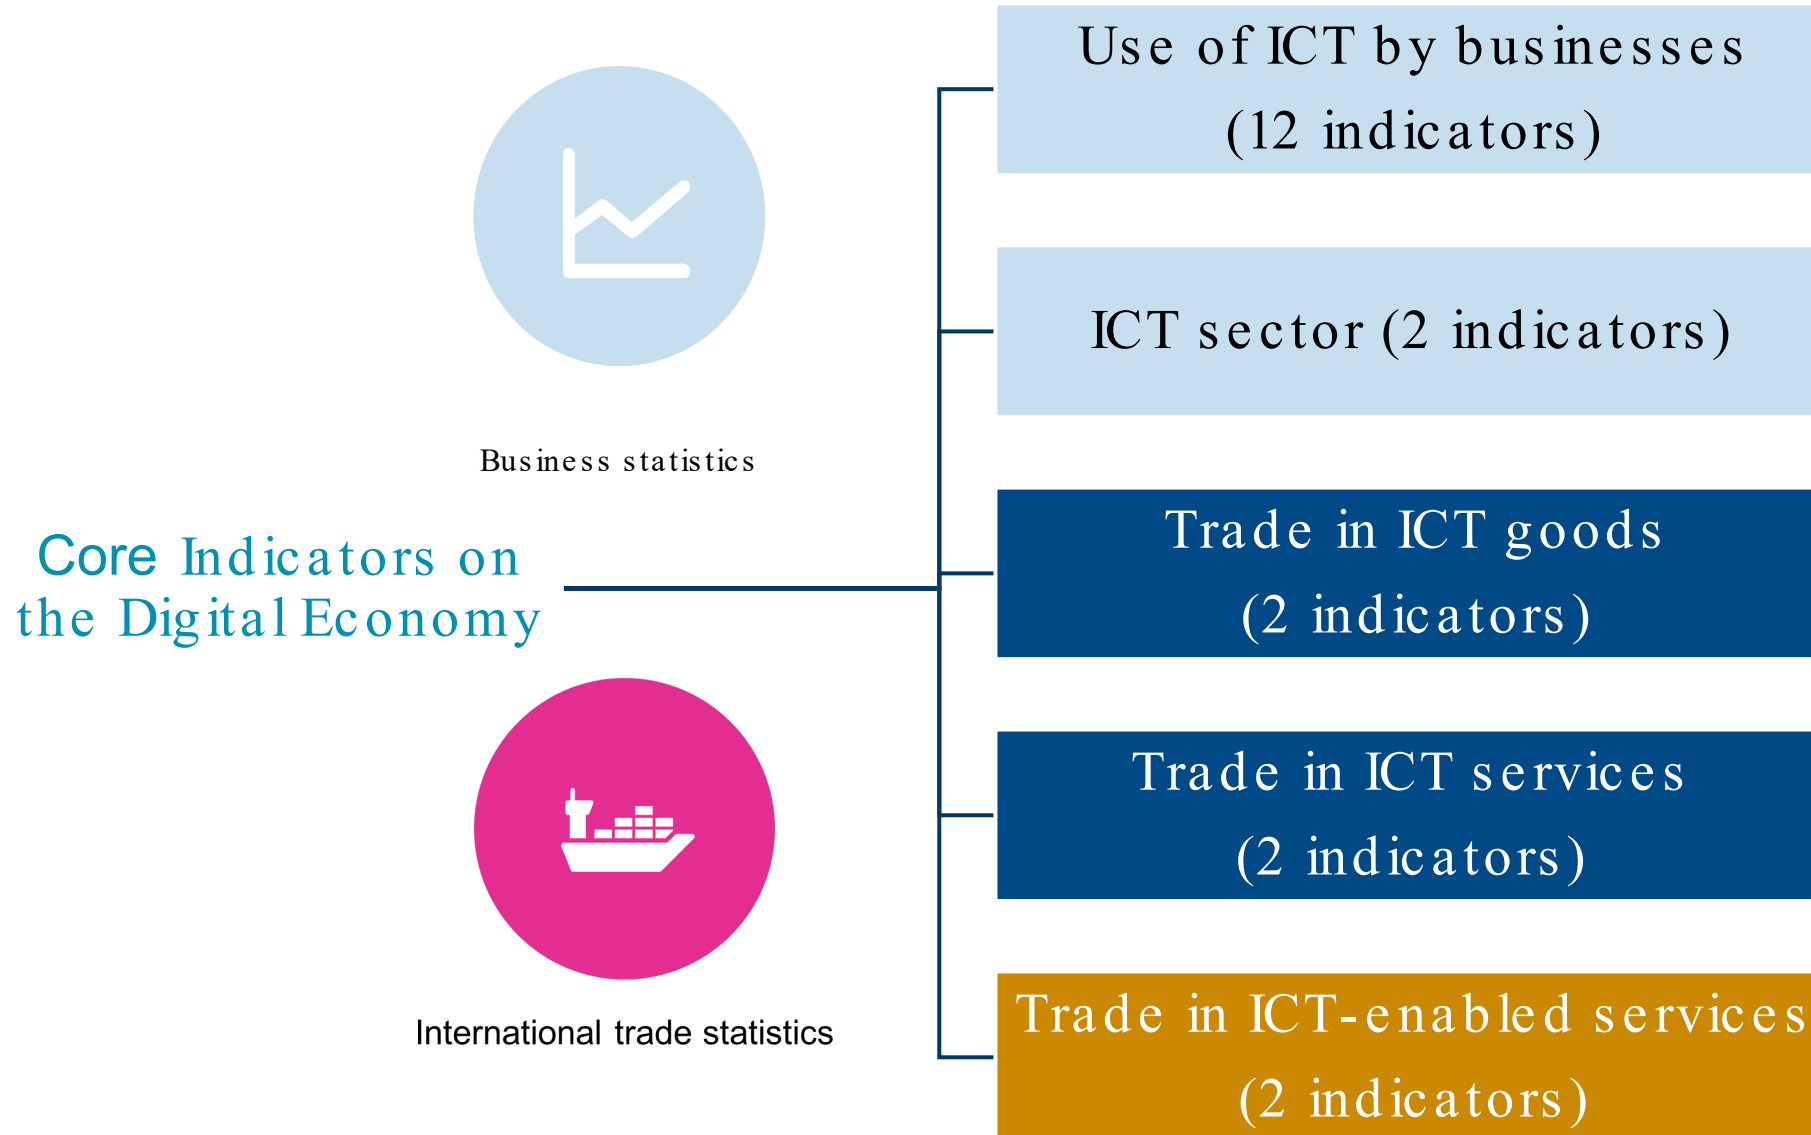 Use of ICT by businesses
(12 indicators)
ICT sector (2 indicators)
Business statistics
Trade in ICT goods
(2 indicators)
Core Indicators on
the Digital Economy
Trade in ICT services
(2 indicators)
International trade statistics
Trade in ICT-enabled services
(2 indicators)